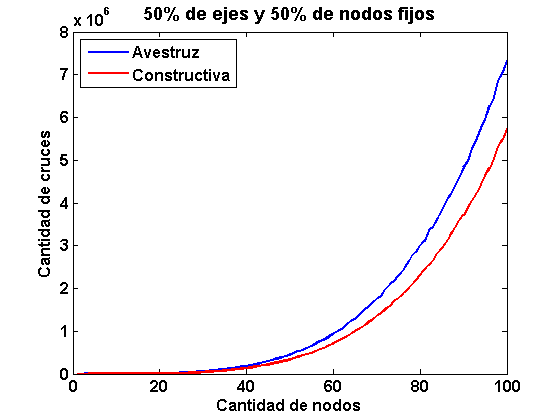 50% de ejes y 50% de nodos fijos
x 10^6
8
7
6
5
4
3
2
1
0
Avestruz
Constructiva
Cantidad de cruces
0 20 40 60 80 100
Cantidad de nodos